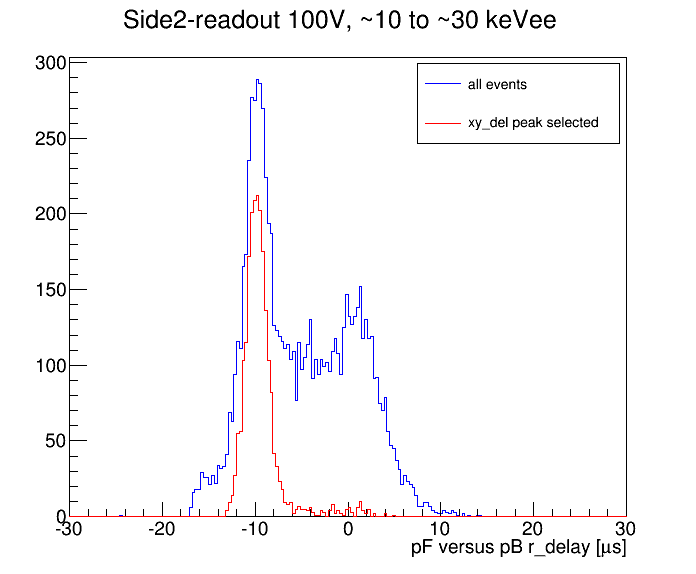 Side2-readout 100V, ~10 to ~30 keVee
300
250
200
150
100
50
0
all events
xy_del peak selected
-30 -20 -10 0 10 20 30
pF versus pB r_delay [μs]